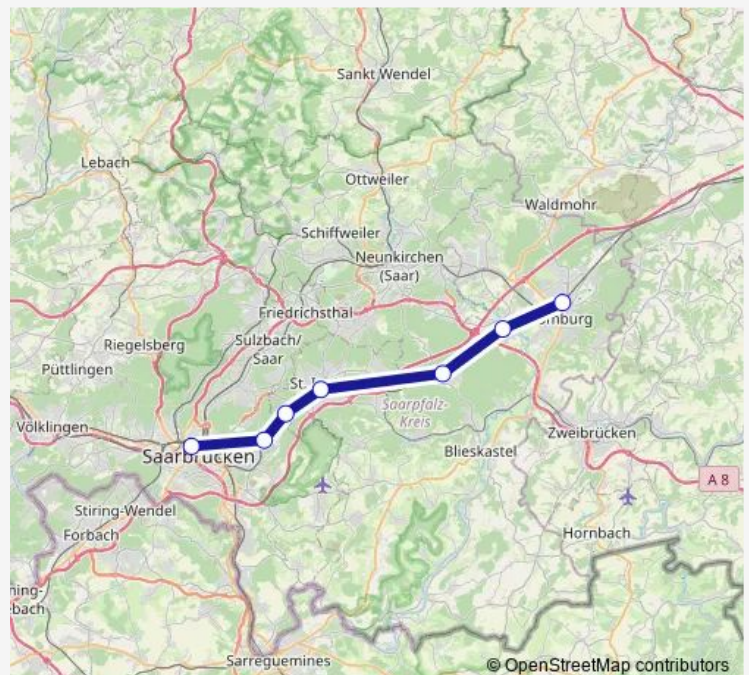 Sankt Wendel
Lebach
Ottweiler
Waldmohr
Schiffweiler
Neunkirchen
(Saar)
Friedrichsthal
Riegelsberg
Sulzbach/
Saar
Püttlingen
St. I
Saarpfalz-
Kreis
Völklingen
Zweibrücken
Saarbrücken
Blieskastel
A 8
Stiring-Wendel
Forbach
Hornbach
Sarreguemines
© OpenStreetMap contributors